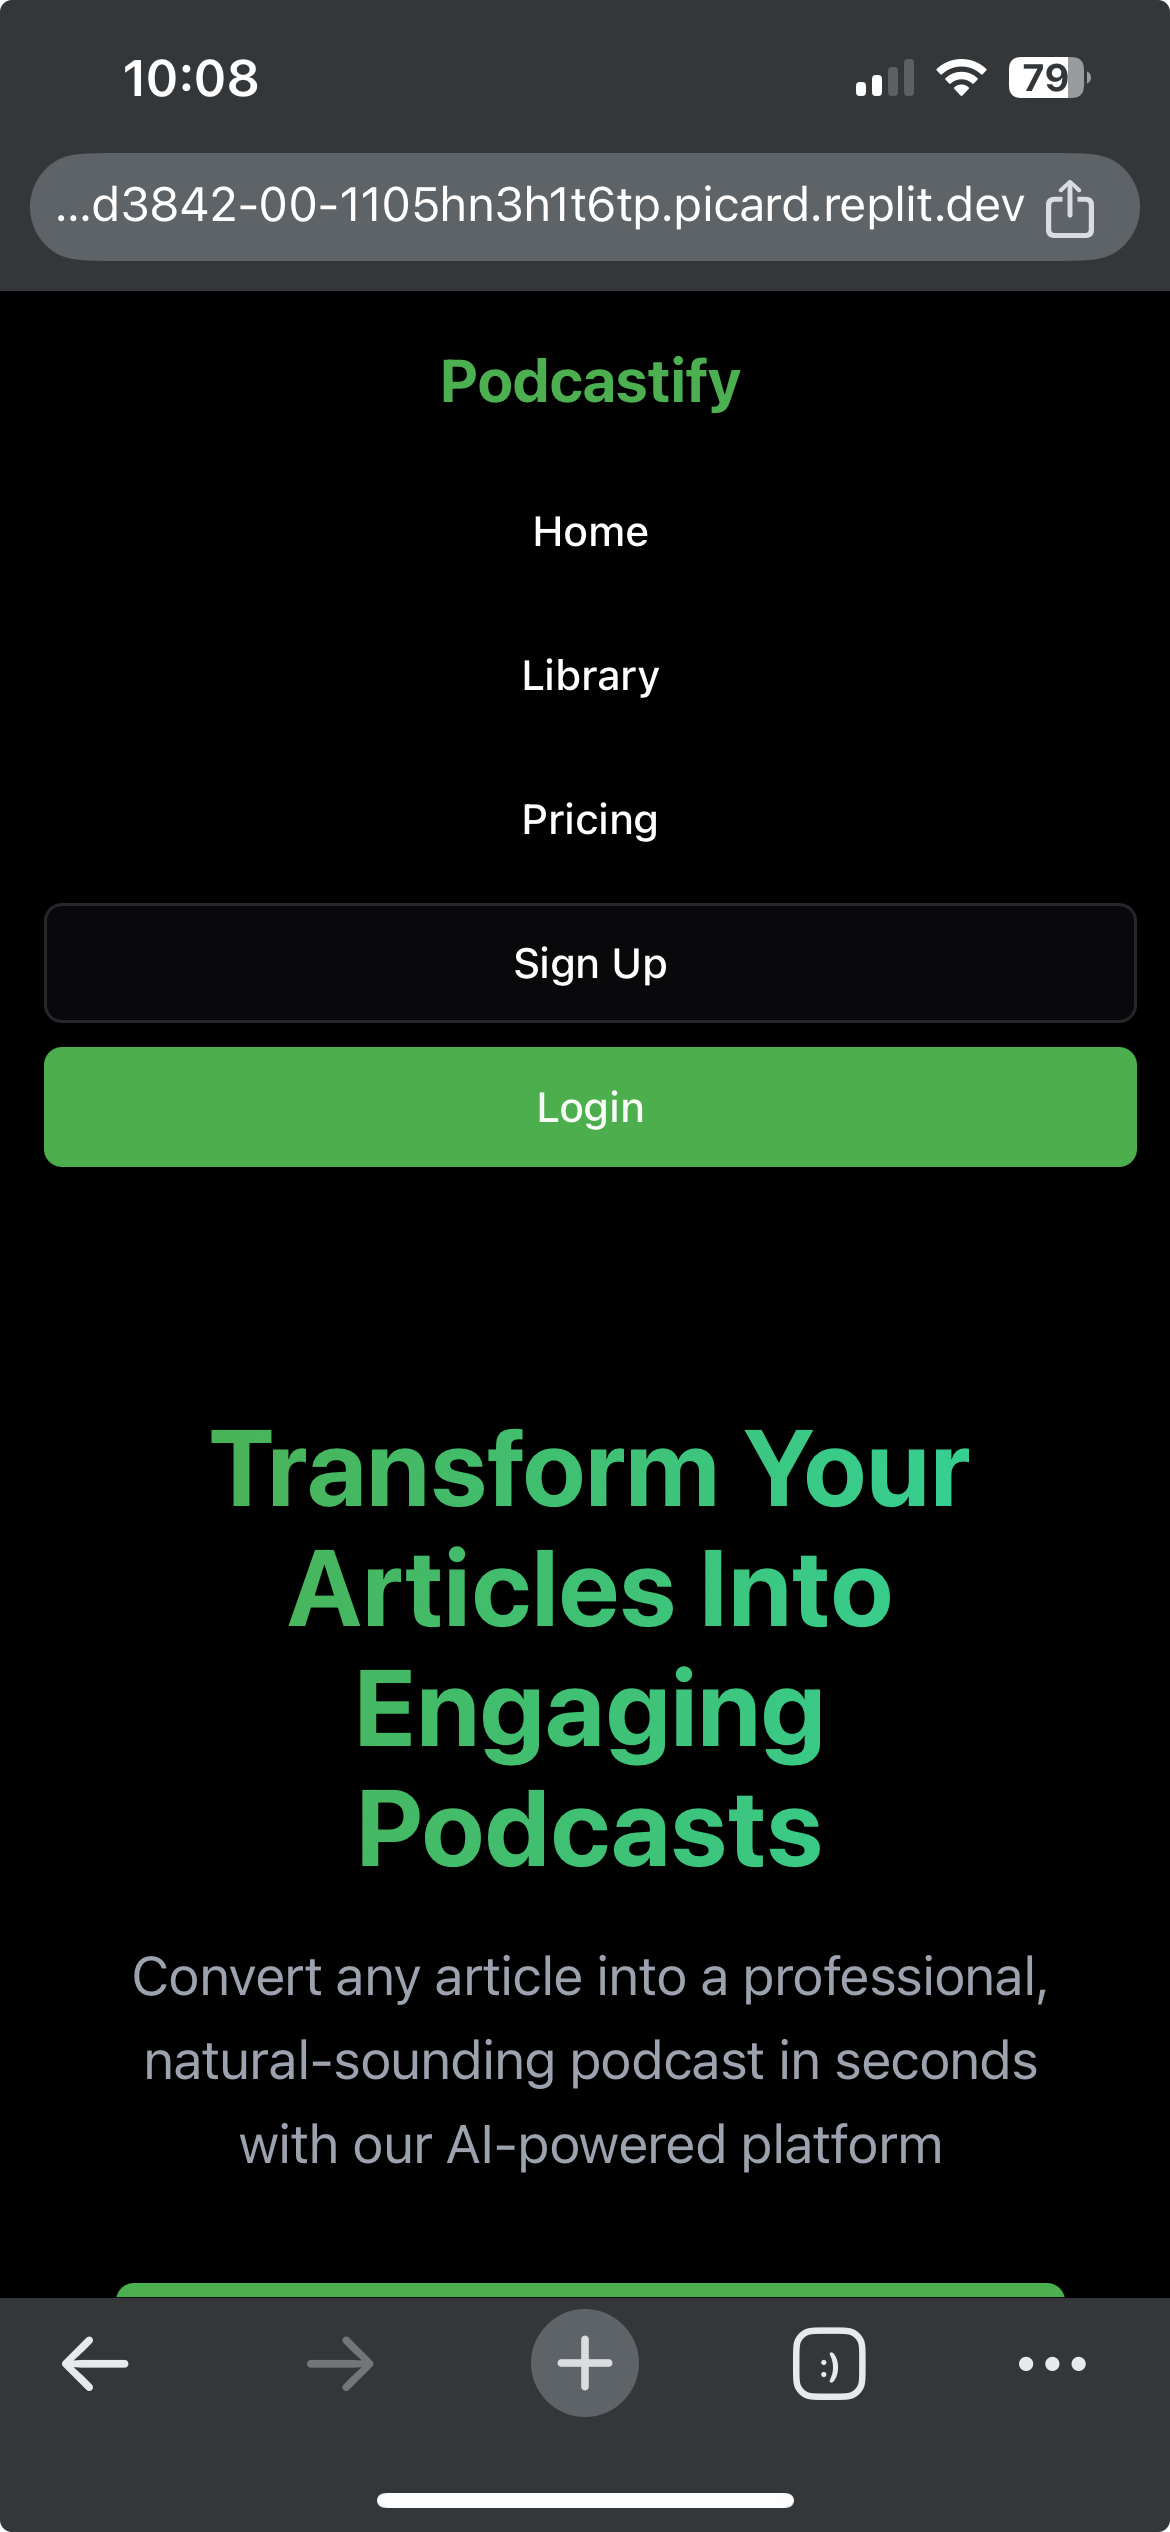 10:08
79
...d3842-00-1105hn3h1t6tp.picard.replit.dev
Podcastify
Home
Library
Pricing
Sign Up
Login
Transform Your
Articles Into
Engaging
Podcasts
Convert any article into a professional,
natural-sounding podcast in seconds
with our AI-powered platform
:)